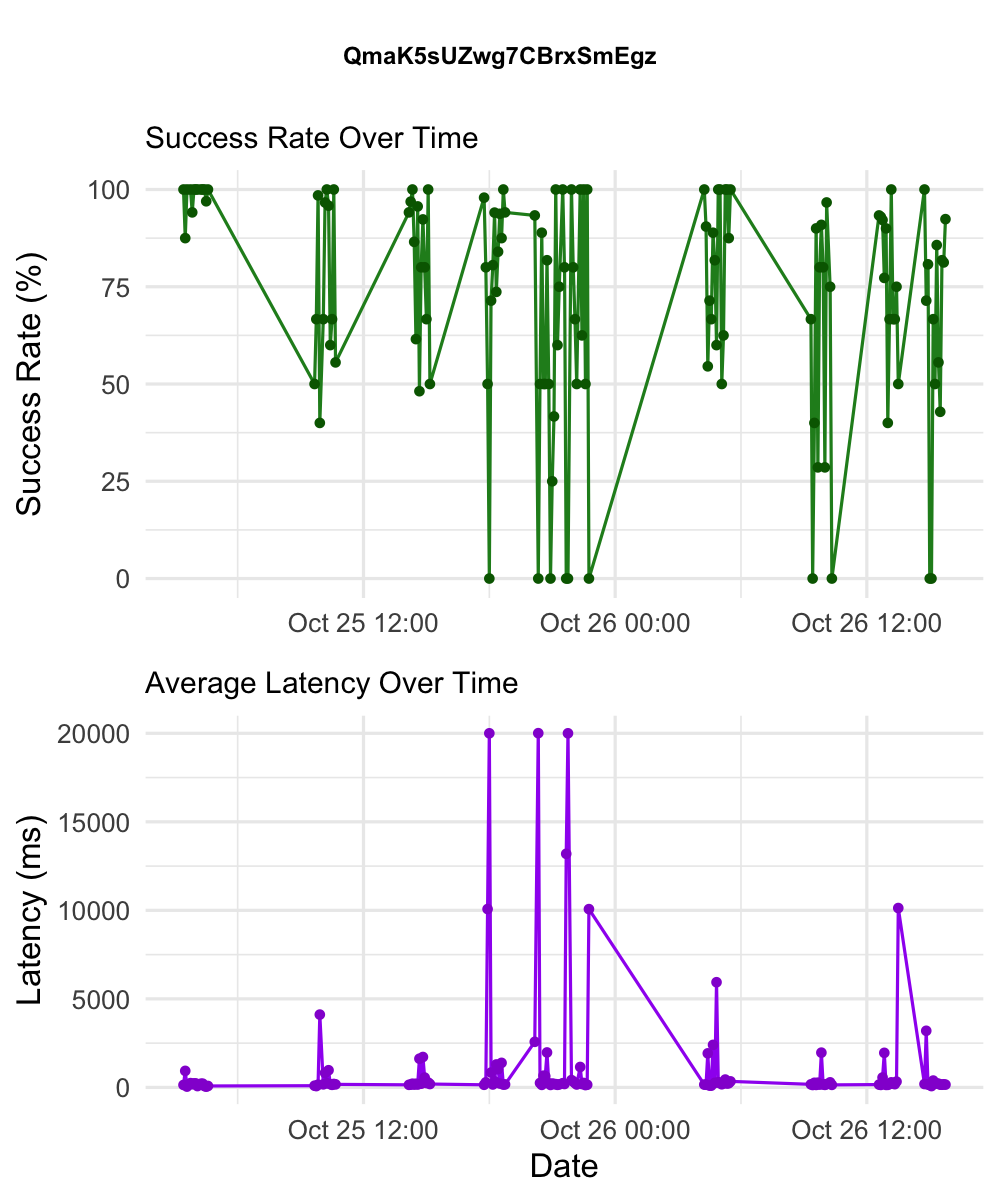 QmaK5sUZwg7CBrxSmEgz
Success Rate Over Time
Success Rate (%)
100
75
50
25
0
Oct 25 12:00
Oct 26 00:00
Oct 26 12:00
Average Latency Over Time
Latency (ms)
20000
15000
10000
5000
0
Oct 25 12:00
Oct 26 00:00
Oct 26 12:00
Date